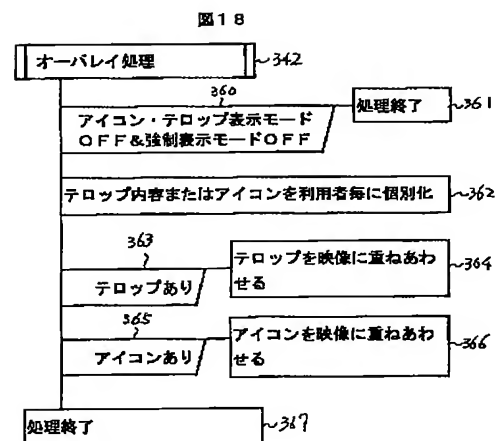 図18
オーバレイ処理
342
360
アイコン・テロップ表示モード
OFF&強制表示モードOFF
処理終了
361
テロップ内容またはアイコンを利用者毎に個別化
362
363
テロップあり
テロップを映像に重ねあわ
せる
364
365
アイコンあり
アイコンを映像に重ねあわ
せる
366
処理終了
367